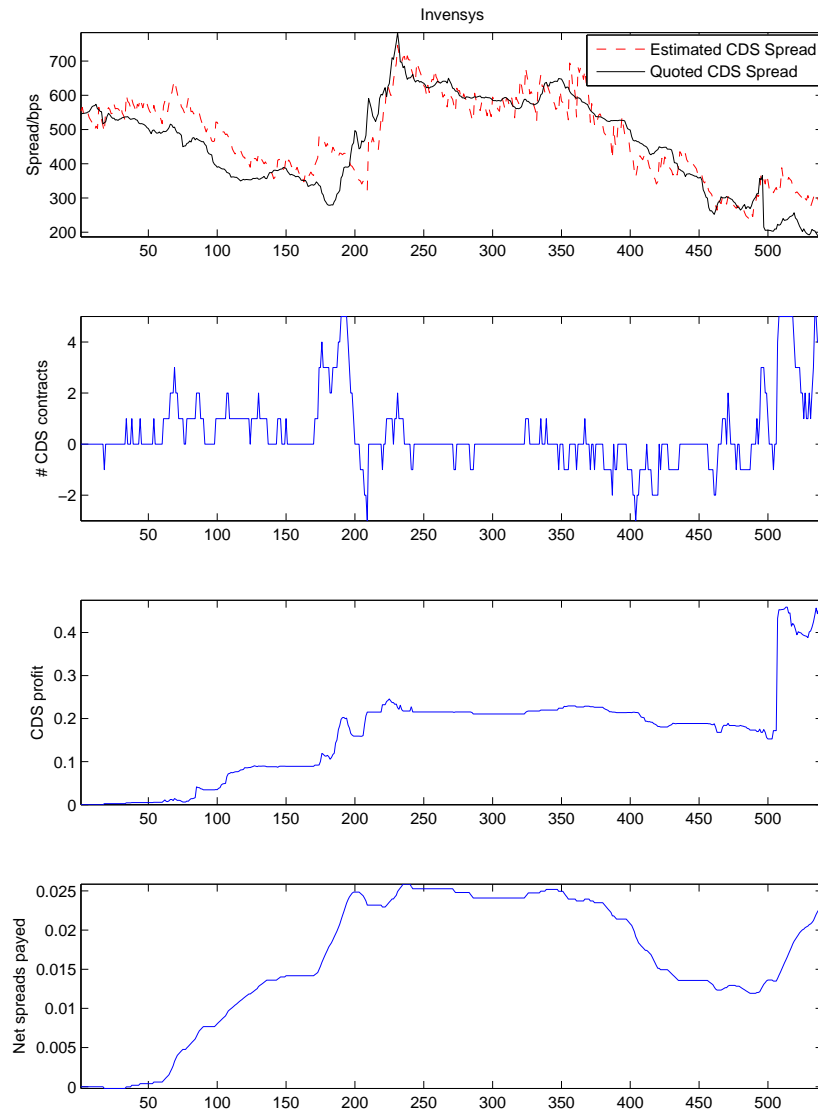 Invensys
Estimated CDS Spread
Quoted CDS Spread
Spread/bps
700
600
500
400
300
200
50 100 150 200 250 300 350 400 450 500
# CDS contracts
4
2
0
−2
50 100 150 200 250 300 350 400 450 500
CDS profit
0.4
0.3
0.2
0.1
0
50 100 150 200 250 300 350 400 450 500
Net spreads payed
0.025
0.02
0.015
0.01
0.005
0
50 100 150 200 250 300 350 400 450 500